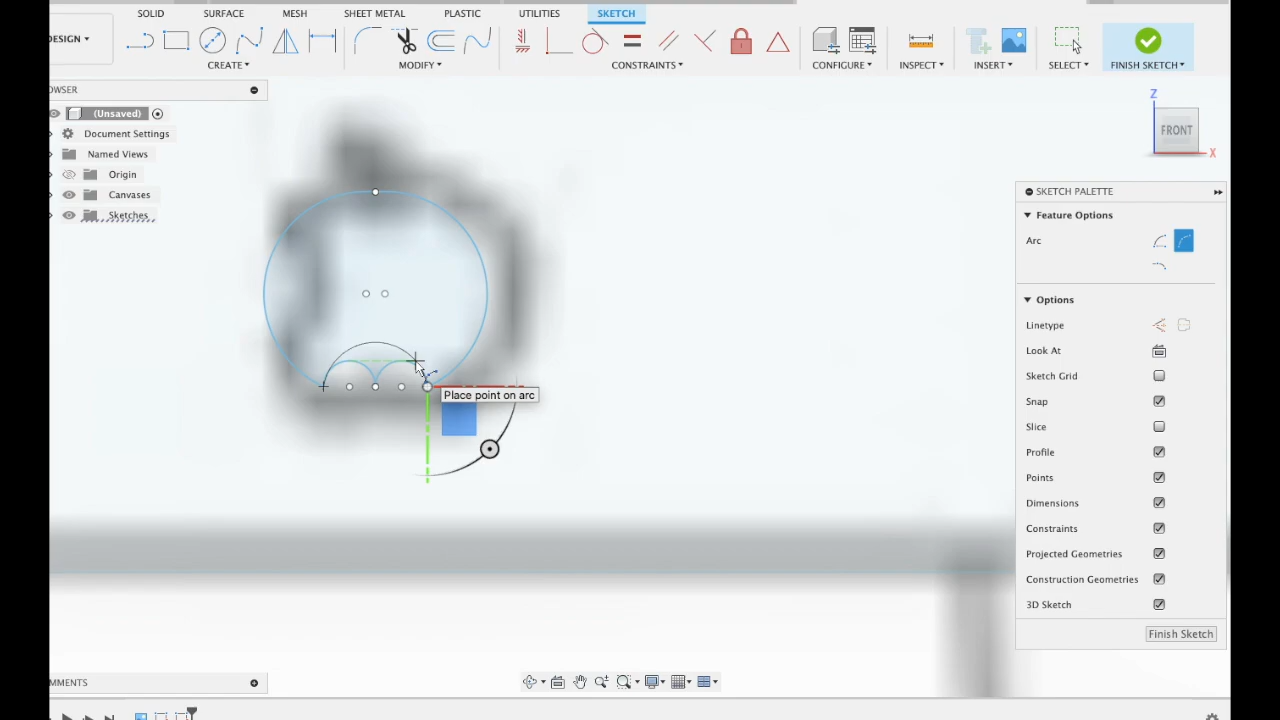 SOLID SURFACE MESH SHEET METAL PLASTIC UTILITIES SKETCH
ESIGN
CREATE MODIFY CONSTRAINTS CONFIGURE INSPECT INSERT SELECT FINISH SKETCH
OWSER
(Unsaved)
Document Settings
Named Views
Origin
Canvases
Sketches
Z
FRONT
X
SKETCH PALETTE
Feature Options
Arc
Options
Linetype
Look At
Sketch Grid
Snap
Slice
Profile
Points
Dimensions
Constraints
Projected Geometries
Construction Geometries
3D Sketch
Finish Sketch
Place point on arc
MMENTS